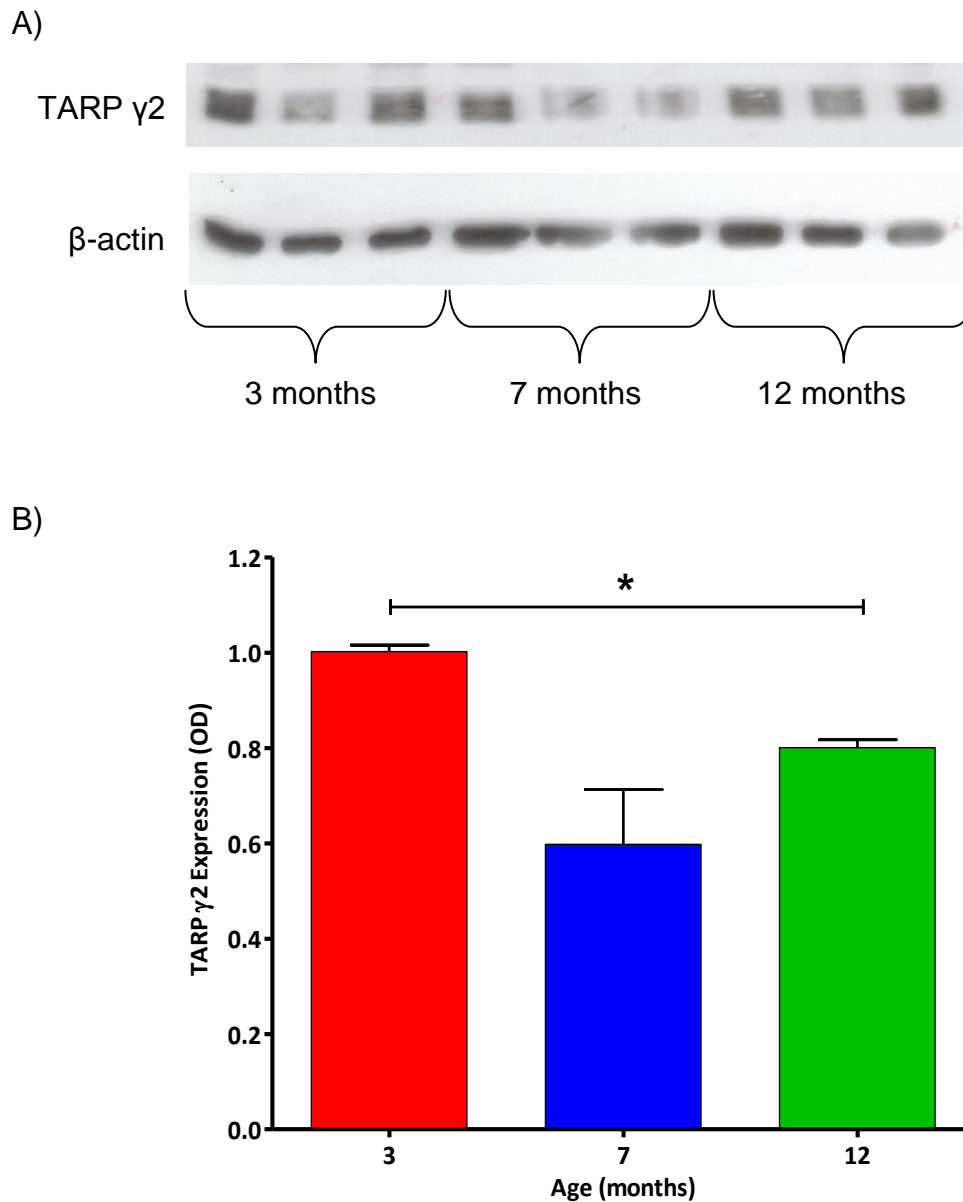 A)
TARP γ2
β-actin
3 months
7 months
12 months
B)
1.2
1.0
0.8
0.6
0.4
0.2
0.0
TARP γ2 Expression (OD)
*
3
7
12
Age (months)